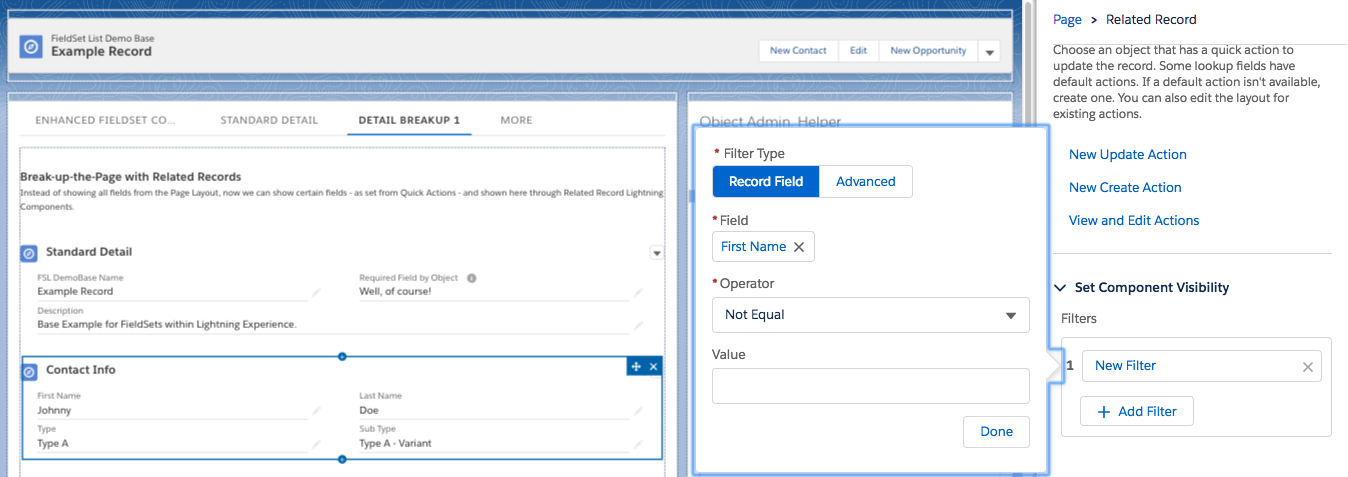 FieldSet List Demo Base
Example Record
New Contact
Edit
New Opportunity
ENHANCED FIELDSET CO...
STANDARD DETAIL
DETAIL BREAKUP 1
MORE
Break-up-the-Page with Related Records
Instead of showing all fields from the Page Layout, now we can show certain fields - as set from Quick Actions - and shown here through Related Record Lightning
Components.
Standard Detail
FSL DemoBase Name
Example Record
Required Field by Object
Well, of course!
Description
Base Example for FieldSets within Lightning Experience.
Contact Info
First Name
Johnny
Last Name
Doe
Type
Type A
Sub Type
Type A - Variant
Object Admin. Helper
* Filter Type
Record Field
Advanced
* Field
First Name
* Operator
Not Equal
Value
Done
Page > Related Record
Choose an object that has a quick action to
update the record. Some lookup fields have
default actions. If a default action isn't available,
create one. You can also edit the layout for
existing actions.
New Update Action
New Create Action
View and Edit Actions
Set Component Visibility
Filters
1 New Filter
+ Add Filter